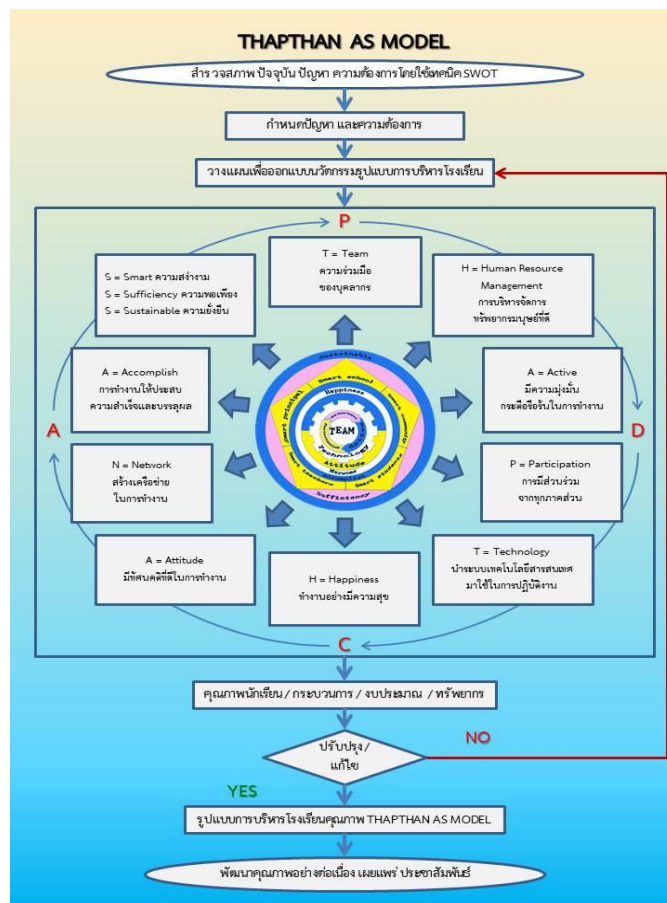 THAPTHAN AS MODEL
สำรวจสภาพ ปัจจุบัน ปัญหา ความต้องการโดยใช้เทคนิค SWOT
กำหนดปัญหา และความต้องการ
วางแผนเพื่อออกแบบนวัตกรรมรูปแบบการบริหารโรงเรียน
P
T = Team
ความร่วมมือ
ของบุคลากร
H = Human Resource
Management
การบริหารจัดการ
ทรัพยากรมนุษย์ที่ดี
A = Active
มีความมุ่งมั่น
กระตือรือร้นในการทำงาน
D
P = Participation
การมีส่วนร่วม
จากทุกภาคส่วน
T = Technology
นำระบบเทคโนโลยีสารสนเทศ
มาใช้ในการปฏิบัติงาน
H = Happiness
ทำงานอย่างมีความสุข
C
A = Attitude
มีทัศนคติที่ดีในการทำงาน
N = Network
สร้างเครือข่าย
ในการทำงาน
A
A = Accomplish
การทำงานให้ประสบ
ความสำเร็จและบรรลุผล
S = Smart ความสง่างาม
S = Sufficiency ความพอเพียง
S = Sustainable ความยั่งยืน
Sustainable
Smart school
Smart principal
Smart community
Smart teachers
Smart students
Happiness
TEAM
Technology
Attitude
Network
Accomplish
Sufficiency
คุณภาพนักเรียน / กระบวนการ / งบประมาณ / ทรัพยากร
ปรับปรุง /
แก้ไข
NO
YES
รูปแบบการบริหารโรงเรียนคุณภาพ THAPTHAN AS MODEL
พัฒนาคุณภาพอย่างต่อเนื่อง เผยแพร่ ประชาสัมพันธ์